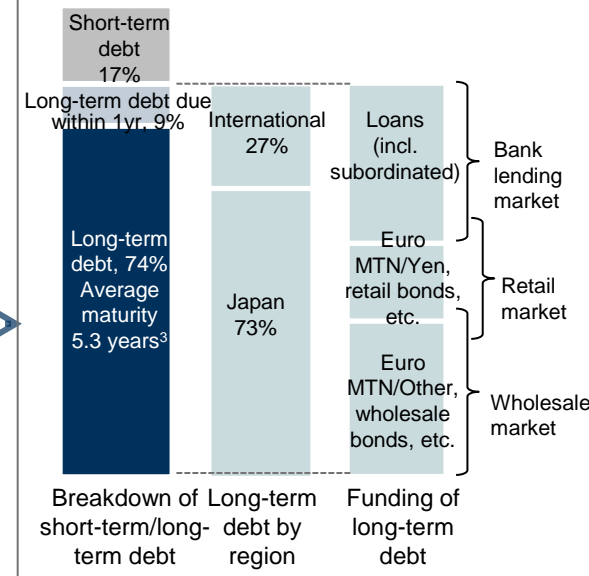 Short-term
debt
17%
Long-term debt due
within 1yr, 9%
Long-term
debt, 74%
Average
maturity
5.3 years³
International
27%
Japan
73%
Loans
(incl.
subordinated)
Euro
MTN/Yen,
retail bonds,
etc.
Euro
MTN/Other,
wholesale
bonds, etc.
Bank
lending
market
Retail
market
Wholesale
market
Breakdown of
short-term/long-
term debt
Long-term
debt by
region
Funding of
long-term
debt